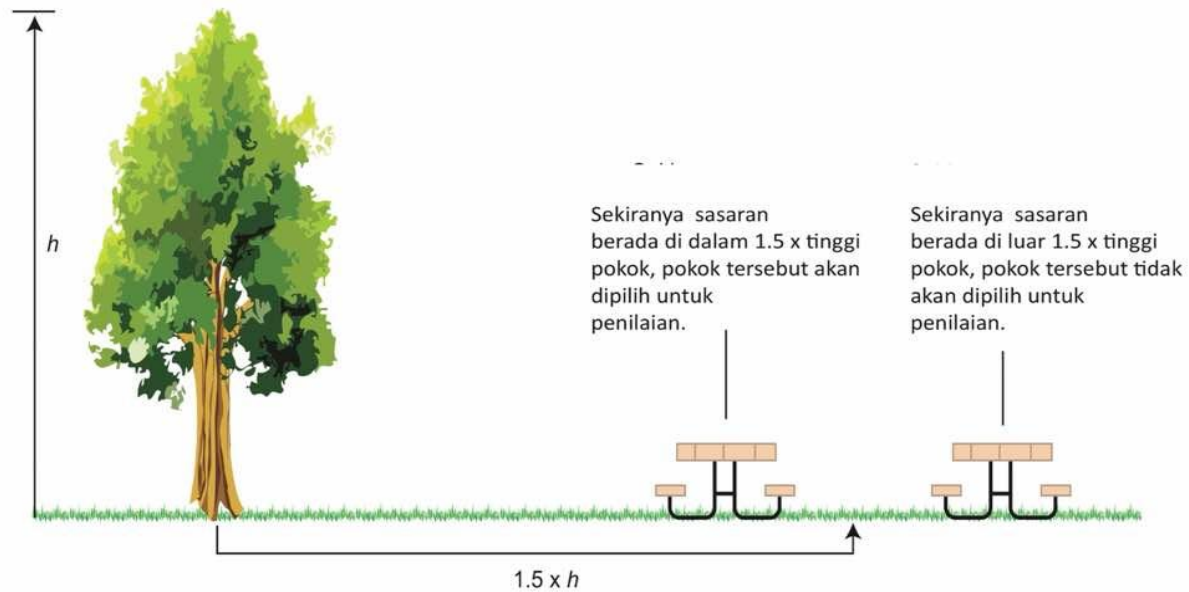 h
Sekiranya sasaran
berada di dalam 1.5 x tinggi
pokok, pokok tersebut akan
dipilih untuk
penilaian.
Sekiranya sasaran
berada di luar 1.5 x tinggi
pokok, pokok tersebut tidak
akan dipilih untuk
penilaian.
1.5 x h